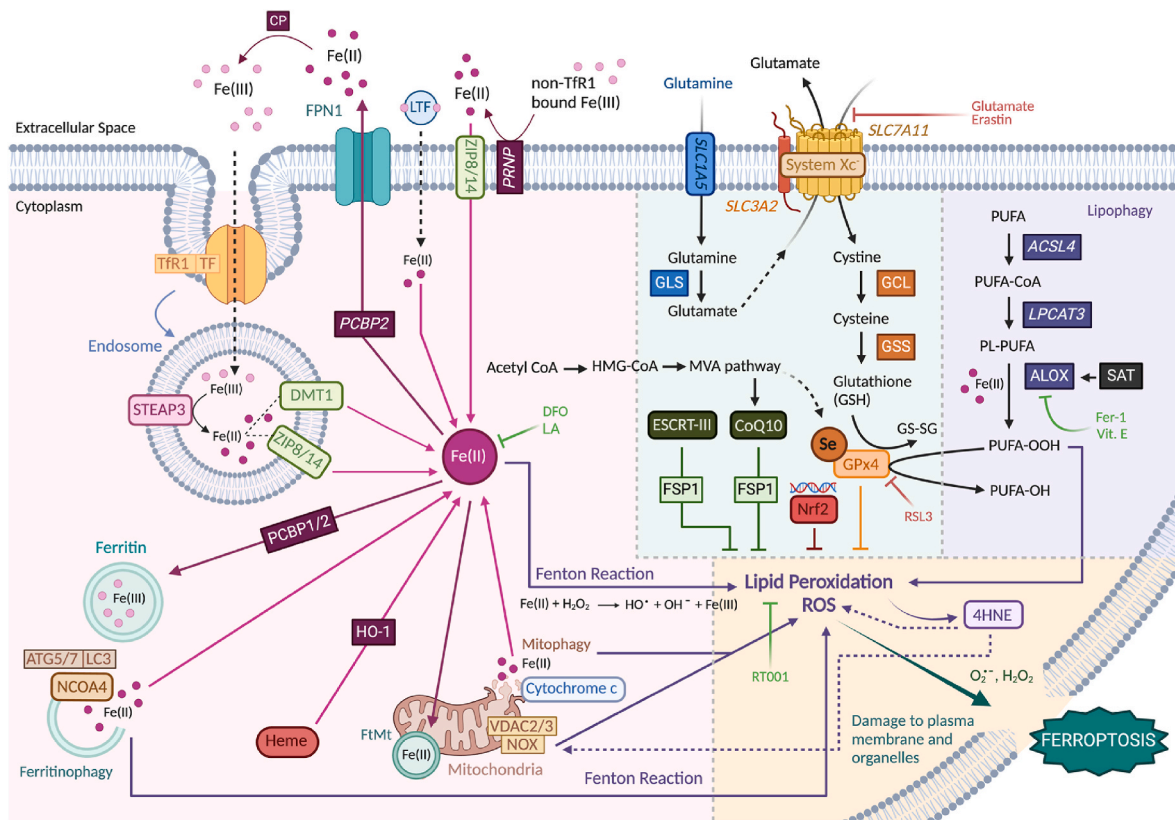 CP
Fe(II)
Fe(III)
FPN1
LTF
Fe(II)
non-TfR1
bound Fe(III)
Glutamine
Glutamate
SLC7A11
Glutamate
Erastin
Extracellular Space
Cytoplasm
ZIP8/14
PRNP
SLC1A5
System Xc-
SLC3A2
Lipophagy
TfR1
TF
Endosome
Fe(II)
PCBP2
Glutamine
GLS
Glutamate
Cystine
GCL
Cysteine
GSS
Glutathione
(GSH)
PUFA
ACSL4
PUFA-CoA
LPCAT3
PL-PUFA
Fe(II)
ALOX
SAT
Fer-1
Vit. E
Acetyl CoA
HMG-CoA
MVA pathway
STEAP3
Fe(III)
Fe(II)
DMT1
ZIP8/14
Fe(II)
DFO
LA
ESCRT-III
CoQ10
FSP1
FSP1
Se
GPx4
GS-SG
PUFA-OOH
PUFA-OH
RSL3
Nrf2
PCBP1/2
Ferritin
Fe(III)
Fenton Reaction
Fe(II) + H₂O₂ → HO• + OH⁻ + Fe(III)
Lipid Peroxidation
ROS
4HNE
RT001
O₂•⁻, H₂O₂
HO-1
Mitophagy
Fe(II)
Cytochrome c
VDAC2/3
NOX
FtMt
Fe(II)
Mitochondria
ATG5/7
LC3
NCOA4
Fe(II)
Ferritinophagy
Heme
Fenton Reaction
Damage to plasma
membrane and
organelles
FERROPTOSIS